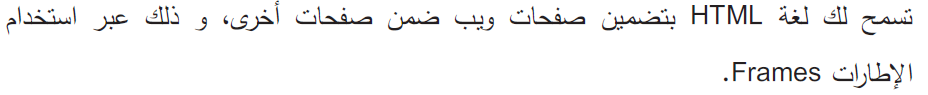 تسمح لك لغة HTML بتضمين صفحات ويب ضمن صفحات أخرى، و ذلك عبر استخدام
الإطارات Frames.